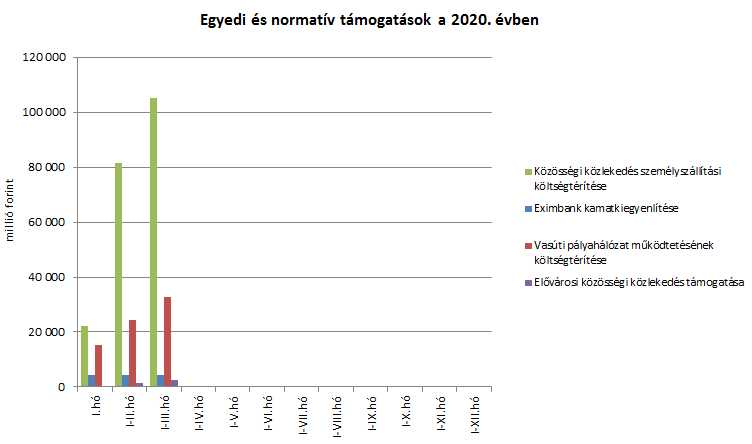 Egyedi és normatív támogatások a 2020. évben
120 000
100 000
80 000
60 000
40 000
20 000
0
millió forint
I.hó
I-II.hó
I-III.hó
I-IV.hó
I-V.hó
I-VI.hó
I-VII.hó
I-VIII.hó
I-IX.hó
I-X.hó
I-XI.hó
I-XII.hó
Közösségi közlekedés személyszállítási
költségtérítése
Eximbank kamatkiegyenlítése
Vasúti pályahálózat működtetésének
költségtérítése
Elővárosi közösségi közlekedés támogatása